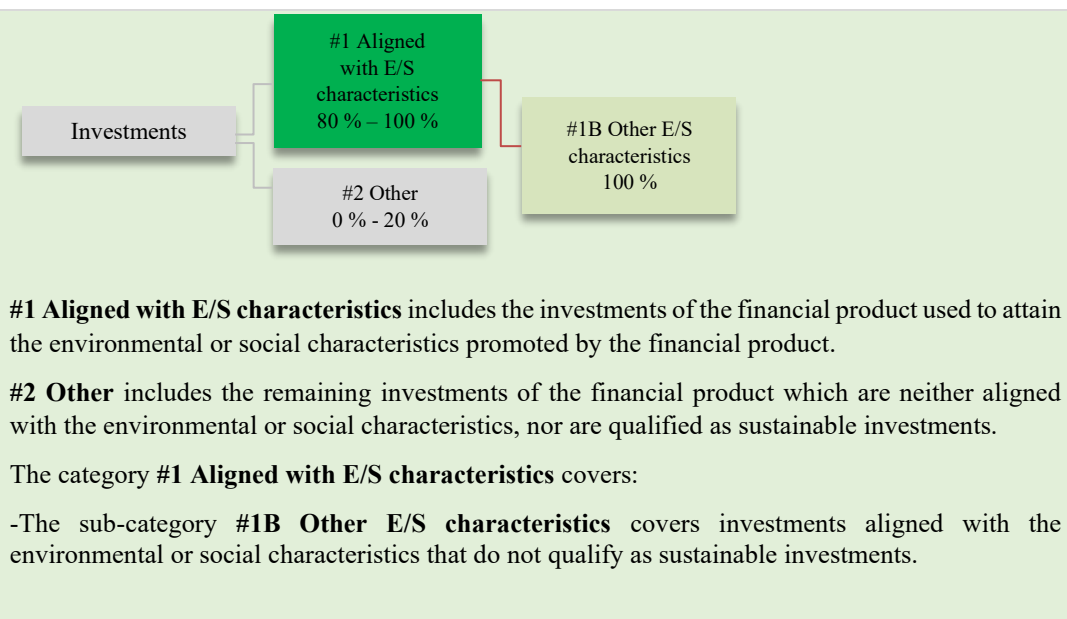 #1 Aligned
with E/S
characteristics
80 % – 100 %
Investments
#1B Other E/S
characteristics
100 %
#2 Other
0 % - 20 %
#1 Aligned with E/S characteristics includes the investments of the financial product used to attain
the environmental or social characteristics promoted by the financial product.
#2 Other includes the remaining investments of the financial product which are neither aligned
with the environmental or social characteristics, nor are qualified as sustainable investments.
The category #1 Aligned with E/S characteristics covers:
-The sub-category #1B Other E/S characteristics covers investments aligned with the
environmental or social characteristics that do not qualify as sustainable investments.